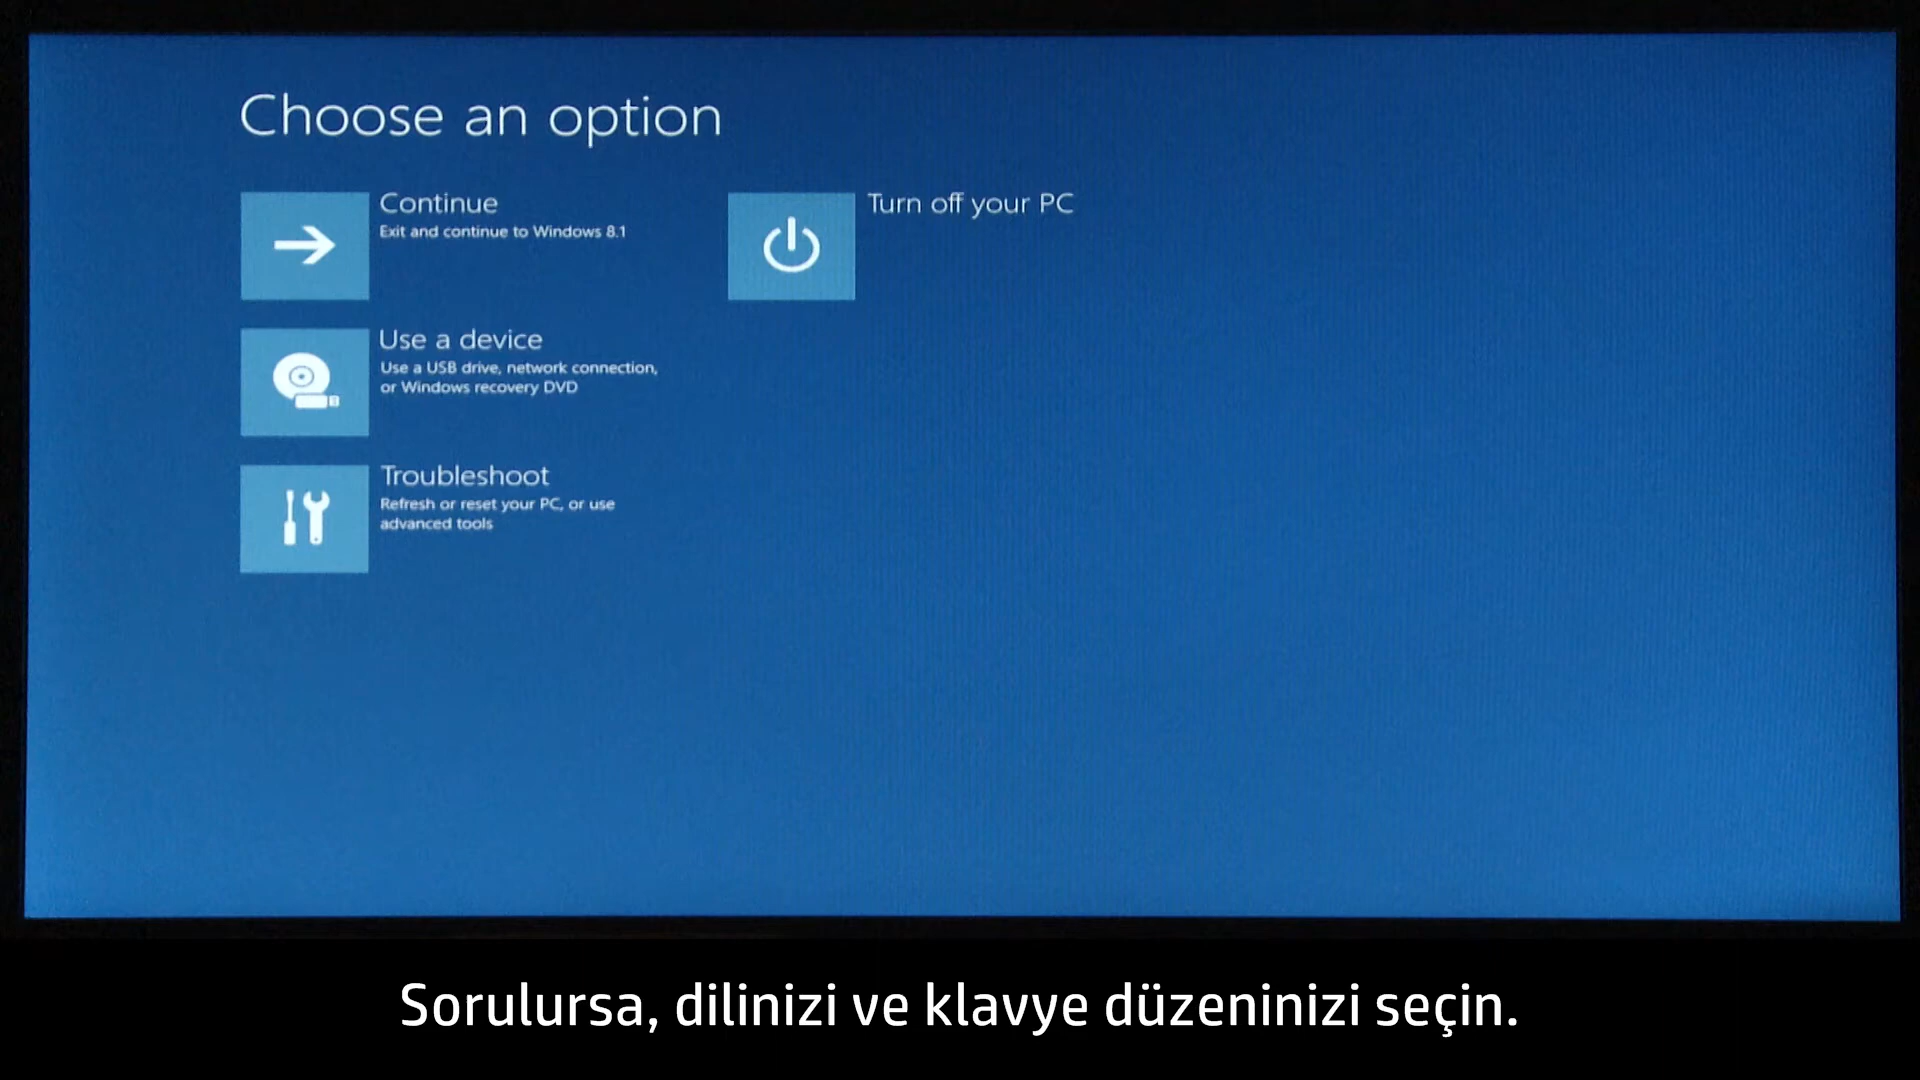 Choose an option
Continue
Exit and continue to Windows 8.1
Turn off your PC
Use a device
Use a USB drive, network connection,
or Windows recovery DVD
Troubleshoot
Refresh or reset your PC, or use
advanced tools
Sorulursa, dilinizi ve klavye düzeninizi seçin.